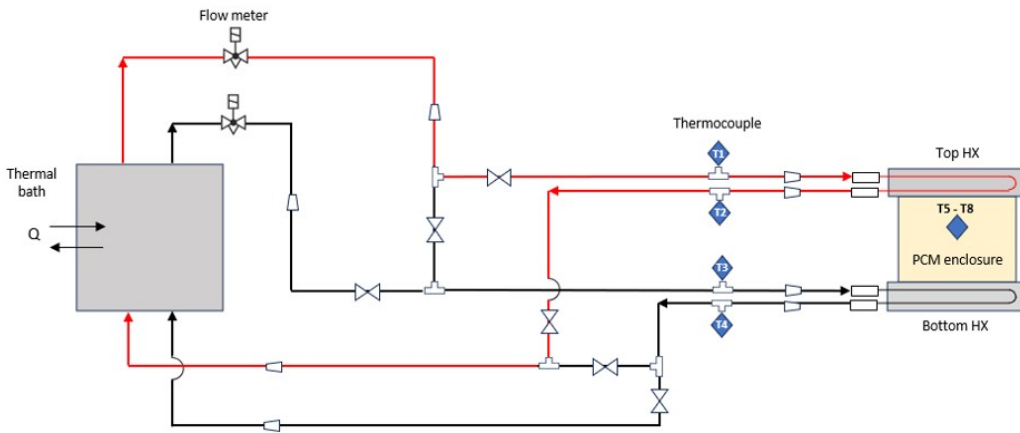 Flow meter
Thermocouple
Thermal
bath
Q
T1
T2
Top HX
T5 - T8
PCM enclosure
T3
T4
Bottom HX